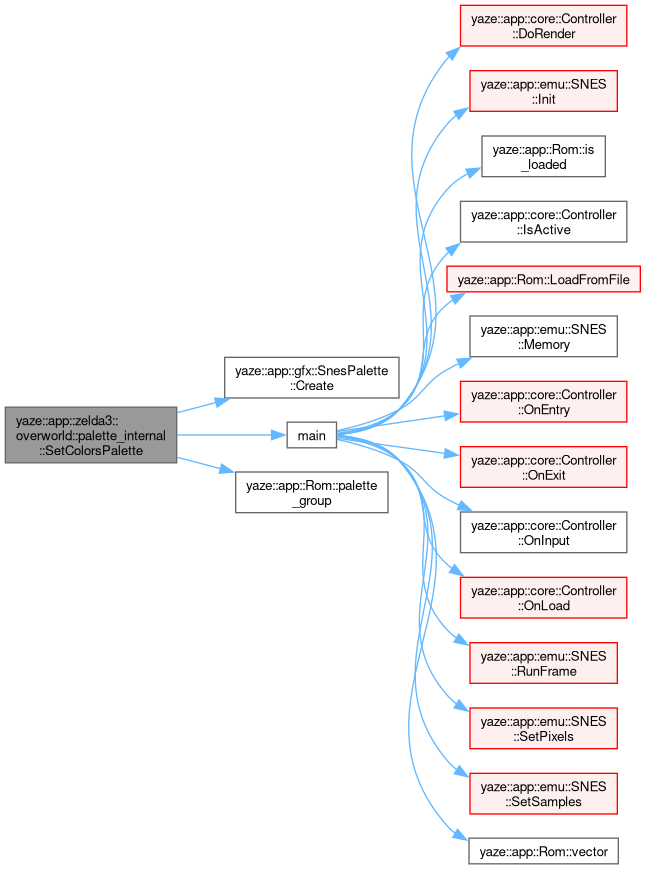 yaze::app::zelda3::
overworld::palette_internal
::SetColorsPalette
yaze::app::gfx::SnesPalette
::Create
main
yaze::app::Rom::palette
_group
yaze::app::core::Controller
::DoRender
yaze::app::emu::SNES
::Init
yaze::app::Rom::is
_loaded
yaze::app::core::Controller
::IsActive
yaze::app::Rom::LoadFromFile
yaze::app::emu::SNES
::Memory
yaze::app::core::Controller
::OnEntry
yaze::app::core::Controller
::OnExit
yaze::app::core::Controller
::OnInput
yaze::app::core::Controller
::OnLoad
yaze::app::emu::SNES
::RunFrame
yaze::app::emu::SNES
::SetPixels
yaze::app::emu::SNES
::SetSamples
yaze::app::Rom::vector